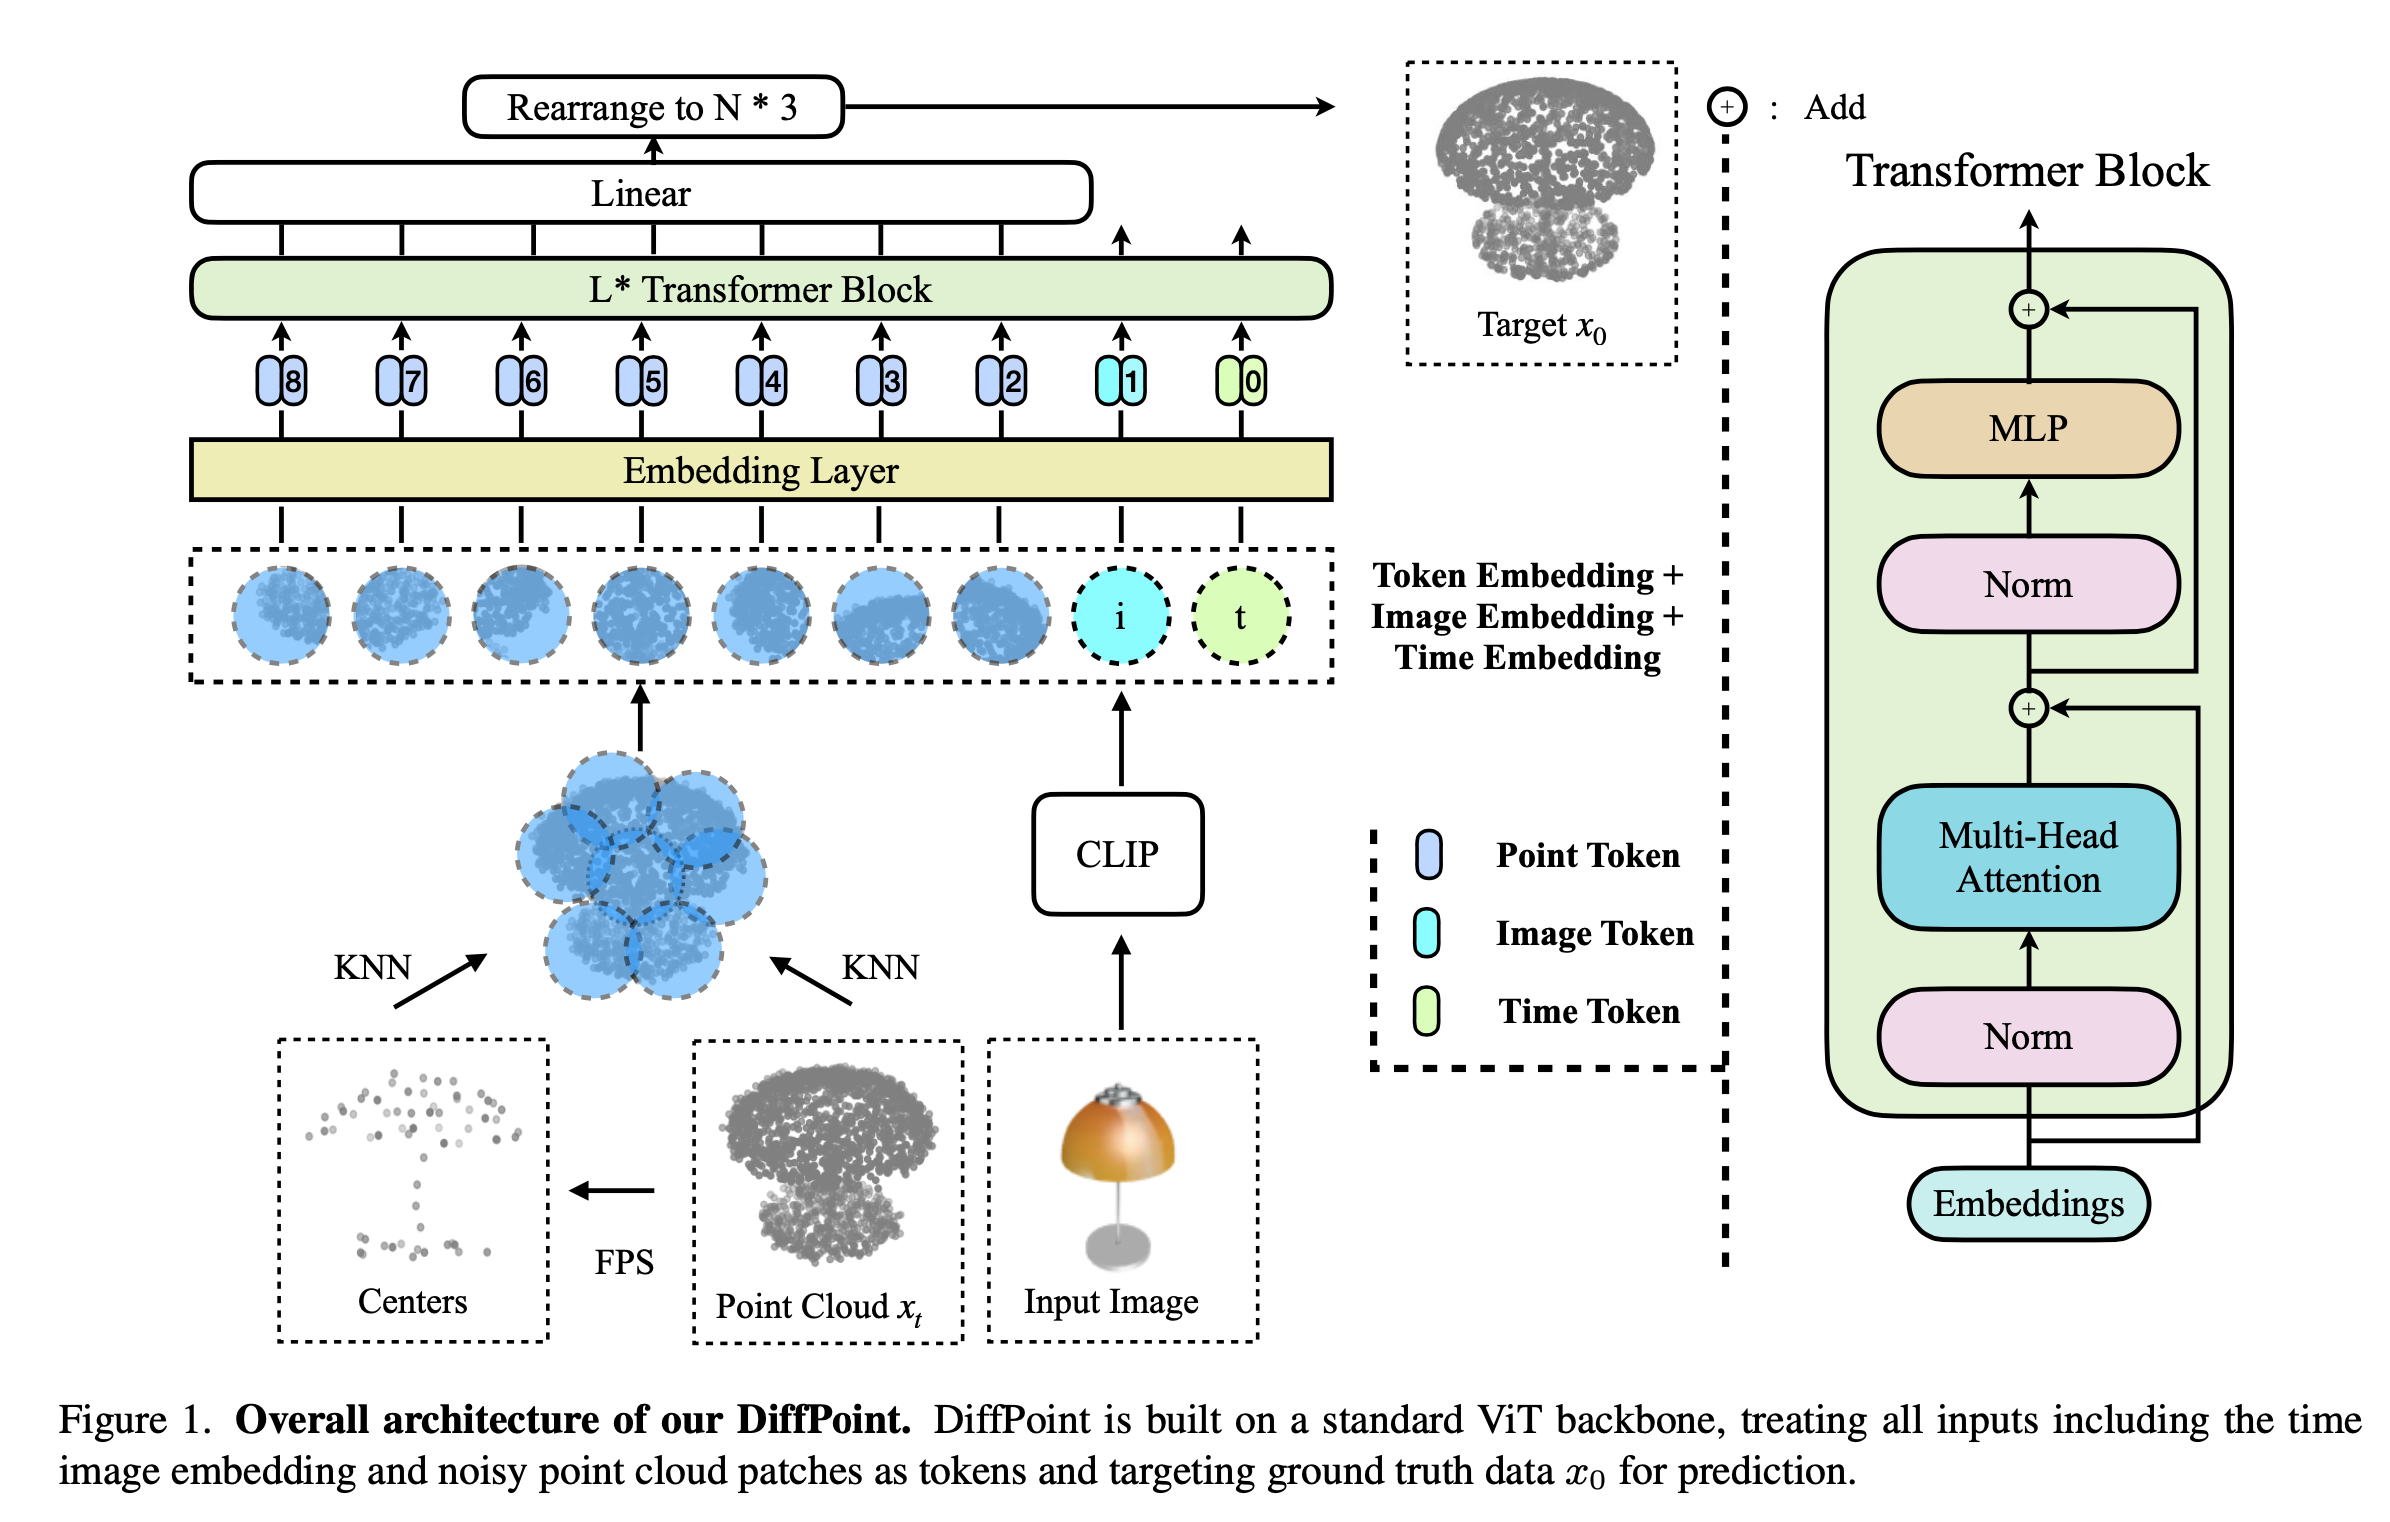 Rearrange to N * 3
Linear
L* Transformer Block
8 7 6 5 4 3 2 1 0
Embedding Layer
i t
Token Embedding +
Image Embedding +
Time Embedding
KNN
KNN
CLIP
FPS
Centers
Point Cloud xt
Input Image
Target x0
+ : Add
Point Token
Image Token
Time Token
Transformer Block
+
MLP
Norm
+
Multi-Head
Attention
Norm
Embeddings
Figure 1. Overall architecture of our DiffPoint. DiffPoint is built on a standard ViT backbone, treating all inputs including the time
image embedding and noisy point cloud patches as tokens and targeting ground truth data x0 for prediction.